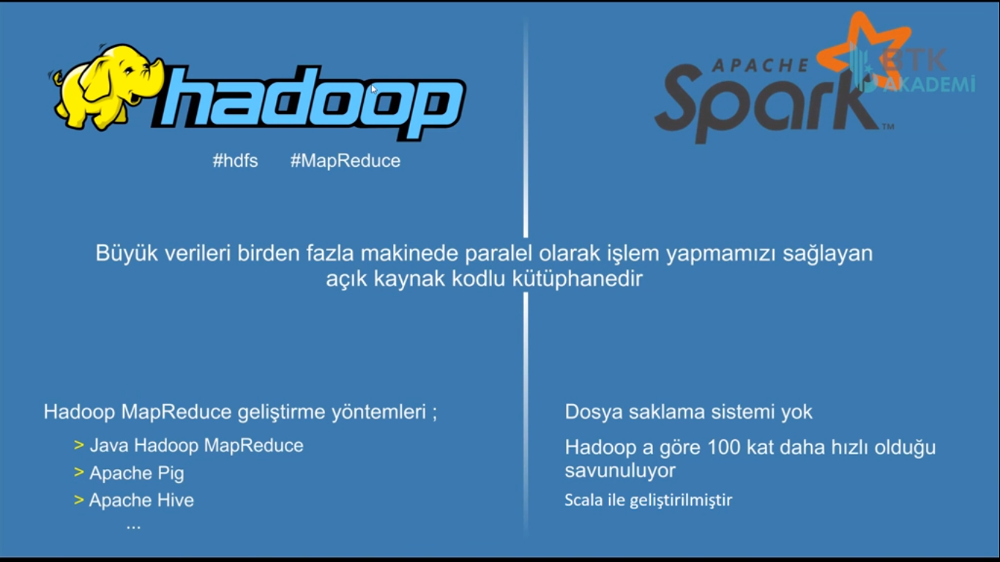 hadoop
#hdfs #MapReduce
APACHE
Spark™
BTK
AKADEMİ
Büyük verileri birden fazla makinede paralel olarak işlem yapmamızı sağlayan
açık kaynak kodlu kütüphanedir
Hadoop MapReduce geliştirme yöntemleri ;
> Java Hadoop MapReduce
> Apache Pig
> Apache Hive
...
Dosya saklama sistemi yok
Hadoop a göre 100 kat daha hızlı olduğu
savunuluyor
Scala ile geliştirilmiştir